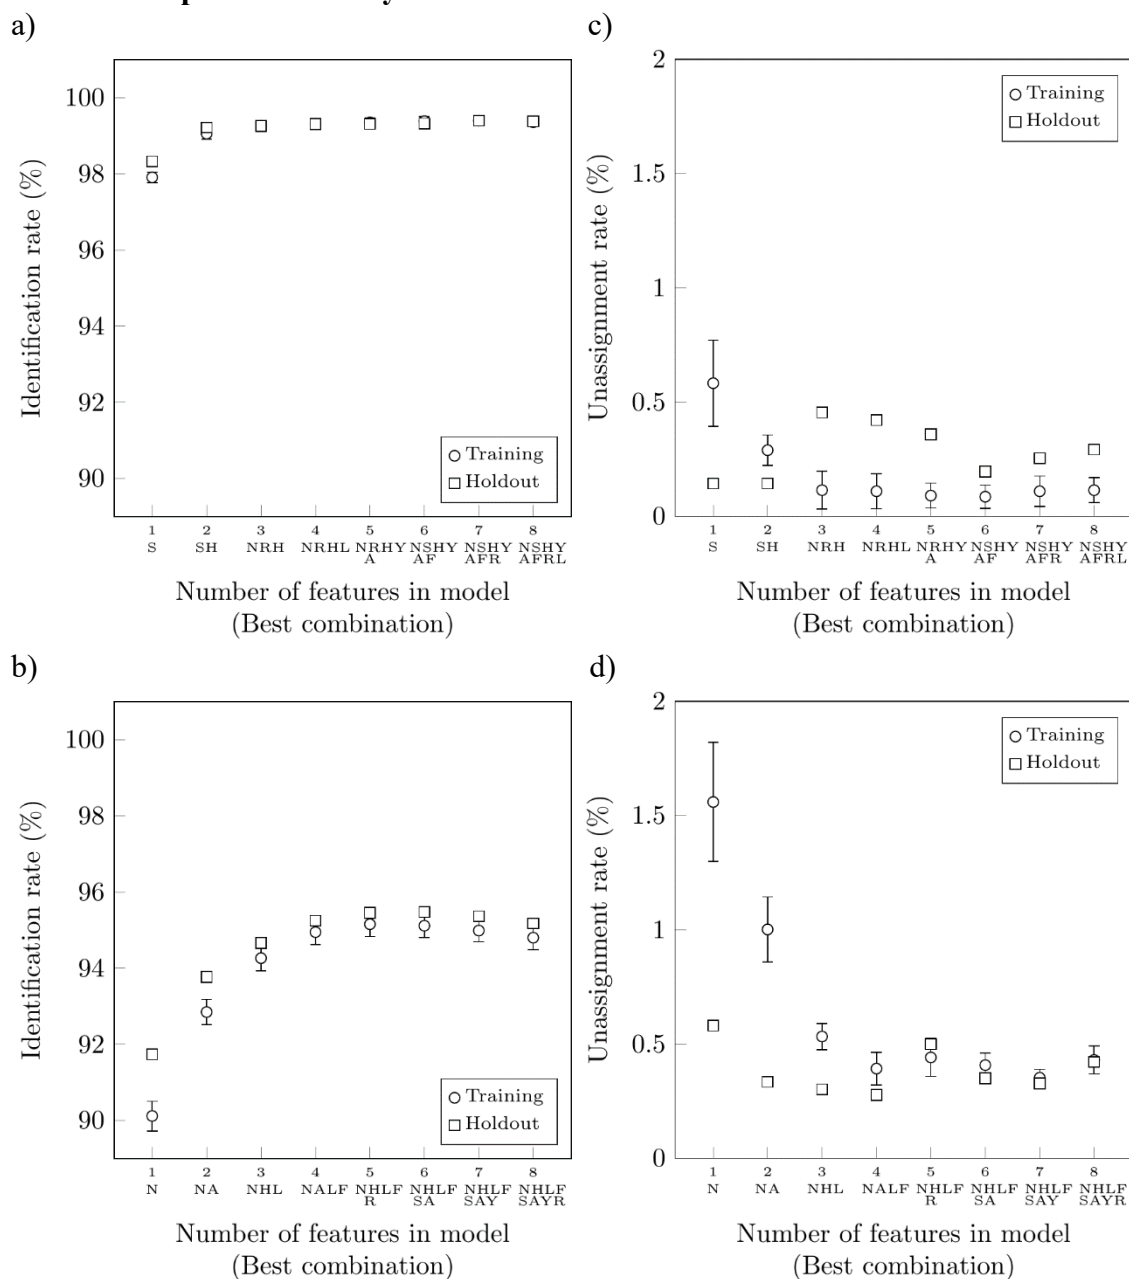 a)
Identification rate (%)
100
98
96
94
92
90
Training
Holdout
1 2 3 4 5 6 7 8
S SH NRH NRHL NRHY NSHY NSHY NSHY
A AF AFR AFRL
Number of features in model
(Best combination)
c)
Unassignment rate (%)
2
1.5
1
0.5
0
Training
Holdout
1 2 3 4 5 6 7 8
S SH NRH NRHL NRHY NSHY NSHY NSHY
A AF AFR AFRL
Number of features in model
(Best combination)
b)
Identification rate (%)
100
98
96
94
92
90
Training
Holdout
1 2 3 4 5 6 7 8
N NA NHL NALF NHLF NHLF NHLF NHLF
R SA SAY SAYR
Number of features in model
(Best combination)
d)
Unassignment rate (%)
2
1.5
1
0.5
0
Training
Holdout
1 2 3 4 5 6 7 8
N NA NHL NALF NHLF NHLF NHLF NHLF
R SA SAY SAYR
Number of features in model
(Best combination)